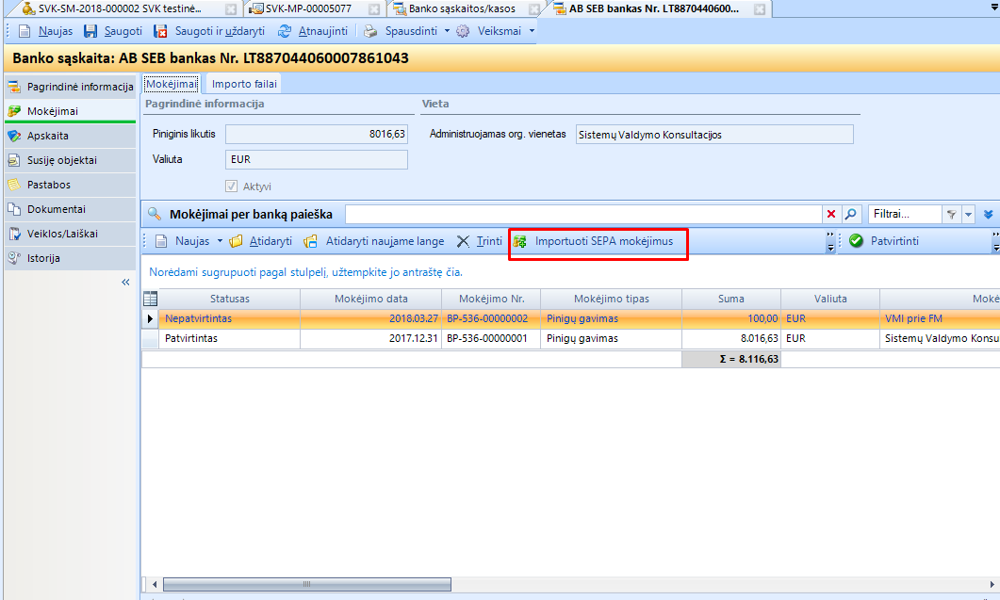 SVK-SM-2018-000002 SVK testinė... SVK-MP-00005077 Banko sąskaitos/kasos AB SEB bankas Nr. LT8870440600...
Naujas Saugoti Saugoti ir uždaryti Atnaujinti Spausdinti Veiksmai
Banko sąskaita: AB SEB bankas Nr. LT887044060007861043
Pagrindinė informacija
Mokėjimai
Apskaita
Susiję objektai
Pastabos
Dokumentai
Veiklos/Laiškai
Istorija
Mokėjimai Importo failai
Pagrindinė informacija Vieta
Piniginis likutis 8016,63 Administruojamas org. vienetas Sistemų Valdymo Konsultacijos
Valiuta EUR
Aktyvi
Mokėjimai per banką paieška Filtrai...
Naujas Atidaryti Atidaryti naujame lange Trinti Importuoti SEPA mokėjimus Patvirtinti
Norėdami sugrupuoti pagal stulpelį, užtempkite jo antraštę čia.
Statusas Mokėjimo data Mokėjimo Nr. Mokėjimo tipas Suma Valiuta Mokė
Nepatvirtintas 2018.03.27 BP-536-00000002 Pinigų gavimas 100,00 EUR VMI prie FM
Patvirtintas 2017.12.31 BP-536-00000001 Pinigų gavimas 8.016,63 EUR Sistemų Valdymo Konsu
Σ = 8.116,63